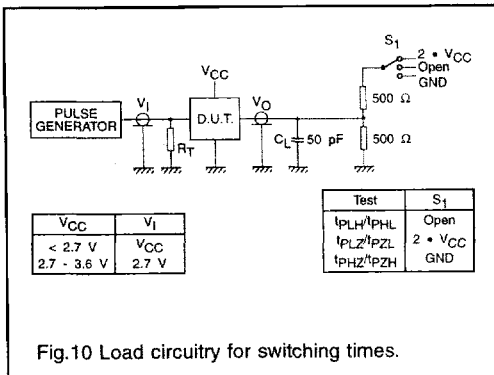 S1
2 • VCC
Open
GND
VCC
500 Ω
PULSE
GENERATOR
VI
D.U.T.
VO
RT
CL
50 pF
500 Ω
VCC VI
< 2.7 V VCC
2.7 - 3.6 V 2.7 V
Test S1
tPLH/tPHL Open
tPLZ/tPZL 2 • VCC
tPHZ/tPZH GND
Fig.10 Load circuitry for switching times.